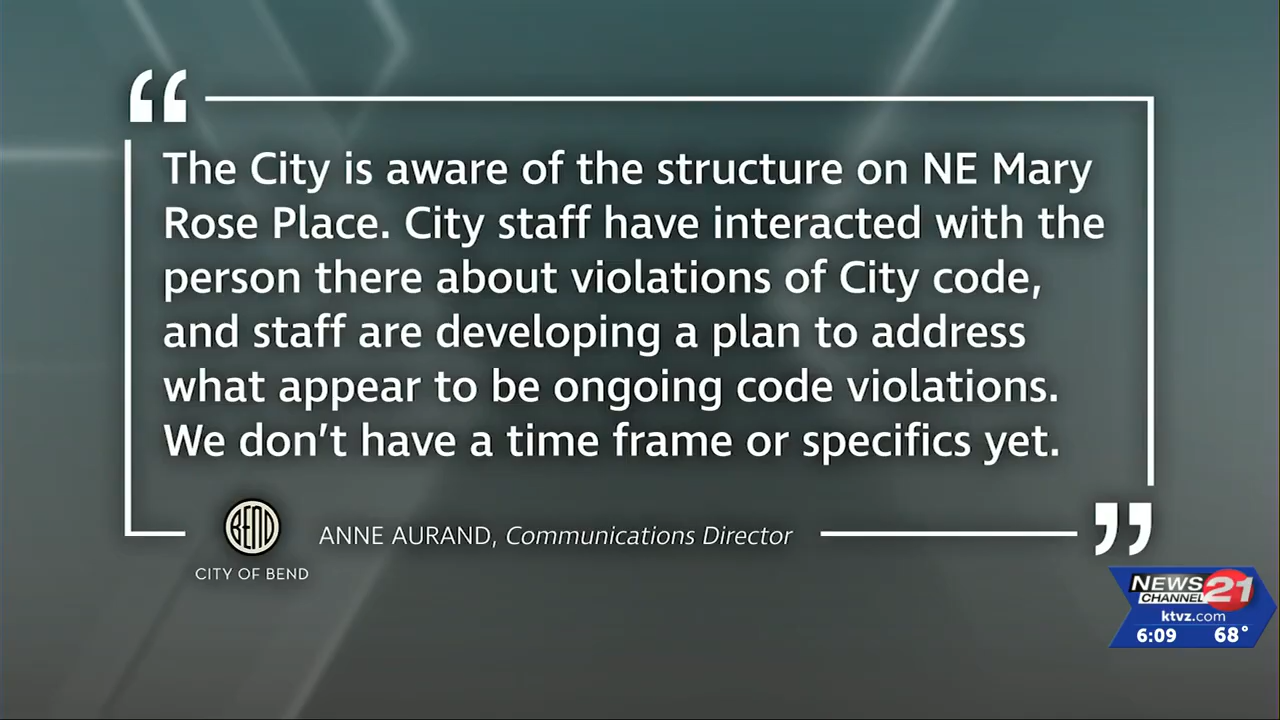 “
The City is aware of the structure on NE Mary
Rose Place. City staff have interacted with the
person there about violations of City code,
and staff are developing a plan to address
what appear to be ongoing code violations.
We don’t have a time frame or specifics yet.
BEND
CITY OF BEND
ANNE AURAND, Communications Director
”
NEWS
CHANNEL 21
ktvz.com
6:09 68°